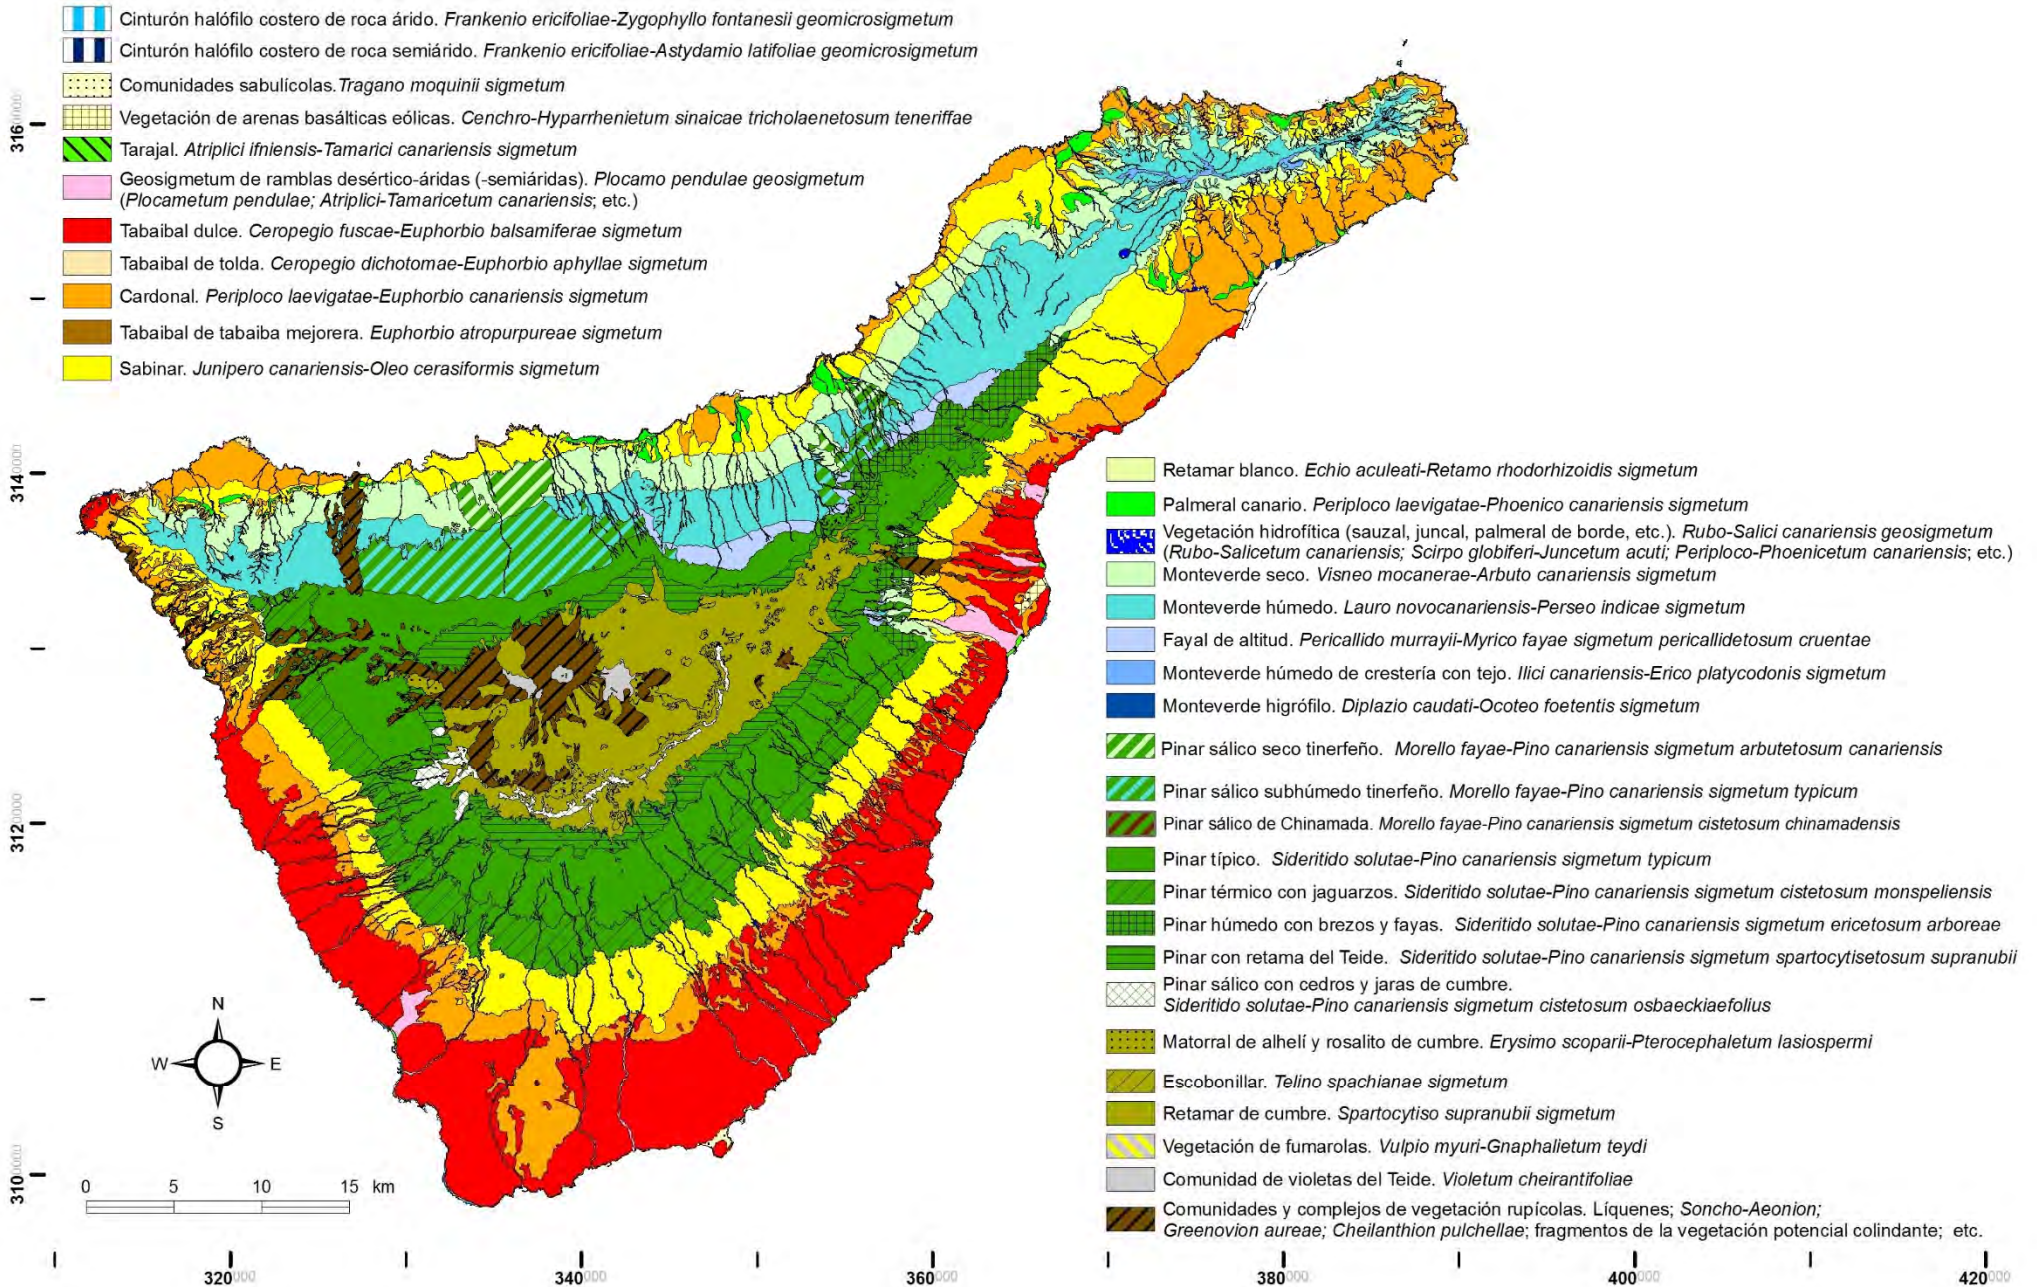 Cinturón halófilo costero de roca árido. Frankenio ericifoliae-Zygophyllo fontanesii geomicrosigmetum
Cinturón halófilo costero de roca semiárido. Frankenio ericifoliae-Astydamio latifoliae geomicrosigmetum
Comunidades sabulícolas. Tragano moquinii sigmetum
Vegetación de arenas basálticas eólicas. Cenchro-Hyparrhenietum sinaicae tricholaenetosum teneriffae
Tarajal. Atriplici ifniensis-Tamarici canariensis sigmetum
Geosigmetum de ramblas desértico-áridas (-semiáridas). Plocamo pendulae geosigmetum
(Plocametum pendulae; Atriplici-Tamaricetum canariensis; etc.)
Tabaibal dulce. Ceropegio fuscae-Euphorbio balsamiferae sigmetum
Tabaibal de tolda. Ceropegio dichotomae-Euphorbio aphyllae sigmetum
Cardonal. Periploco laevigatae-Euphorbio canariensis sigmetum
Tabaibal de tabaiba mejorera. Euphorbio atropurpureae sigmetum
Sabinar. Junipero canariensis-Oleo cerasiformis sigmetum
Retamar blanco. Echio aculeati-Retamo rhodorhizoidis sigmetum
Palmeral canario. Periploco laevigatae-Phoenico canariensis sigmetum
Vegetación hidrofítica (sauzal, juncal, palmeral de borde, etc.). Rubo-Salici canariensis geosigmetum
(Rubo-Salicetum canariensis; Scirpo globiferi-Juncetum acuti; Periploco-Phoenicetum canariensis; etc.)
Monteverde seco. Visneo mocanerae-Arbuto canariensis sigmetum
Monteverde húmedo. Lauro novocanariensis-Perseo indicae sigmetum
Fayal de altitud. Pericallido murrayii-Myrico fayae sigmetum pericallidetosum cruentae
Monteverde húmedo de crestería con tejo. Ilici canariensis-Erico platycodonis sigmetum
Monteverde higrófilo. Diplazio caudati-Ocoteo foetentis sigmetum
Pinar sálico seco tinerfeño. Morello fayae-Pino canariensis sigmetum arbutetosum canariensis
Pinar sálico subhúmedo tinerfeño. Morello fayae-Pino canariensis sigmetum typicum
Pinar sálico de Chinamada. Morello fayae-Pino canariensis sigmetum cistetosum chinamadensis
Pinar típico. Sideritido solutae-Pino canariensis sigmetum typicum
Pinar térmico con jaguarzos. Sideritido solutae-Pino canariensis sigmetum cistetosum monspeliensis
Pinar húmedo con brezos y fayas. Sideritido solutae-Pino canariensis sigmetum ericetosum arboreae
Pinar con retama del Teide. Sideritido solutae-Pino canariensis sigmetum spartocytisetosum supranubii
Pinar sálico con cedros y jaras de cumbre.
Sideritido solutae-Pino canariensis sigmetum cistetosum osbaeckiaefolius
Matorral de alhelí y rosalito de cumbre. Erysimo scoparii-Pterocephaletum lasiospermi
Escobonillar. Telino spachianae sigmetum
Retamar de cumbre. Spartocytiso supranubii sigmetum
Vegetación de fumarolas. Vulpio myuri-Gnaphalietum teydi
Comunidad de violetas del Teide. Violetum cheirantifoliae
Comunidades y complejos de vegetación rupícolas. Líquenes; Soncho-Aeonion;
Greenovion aureae; Cheilanthion pulchellae; fragmentos de la vegetación potencial colindante; etc.
3160000
3140000
3120000
3100000
N
W E
S
0 5 10 15 km
320000 340000 360000 380000 400000 420000